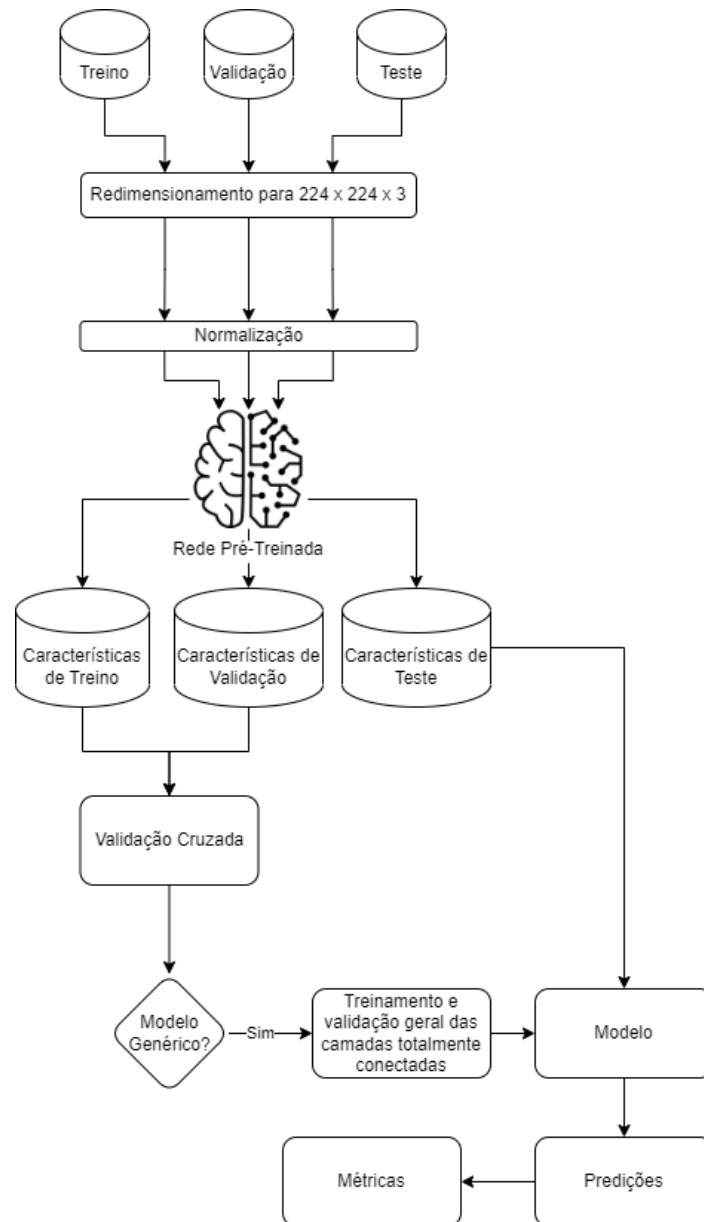 Treino
Validação
Teste
Redimensionamento para 224 x 224 x 3
Normalização
Rede Pré-Treinada
Características
de Treino
Características de
Validação
Características de
Teste
Validação Cruzada
Modelo
Genérico?
Sim
Treinamento e
validação geral das
camadas totalmente
conectadas
Modelo
Métricas
Predições